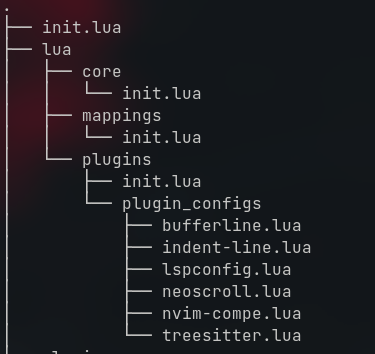 .
├── init.lua
├── lua
│   ├── core
│   │   └── init.lua
│   ├── mappings
│   │   └── init.lua
│   └── plugins
│       ├── init.lua
│       └── plugin_configs
│           ├── bufferline.lua
│           ├── indent-line.lua
│           ├── lspconfig.lua
│           ├── neoscroll.lua
│           ├── nvim-compe.lua
│           └── treesitter.lua